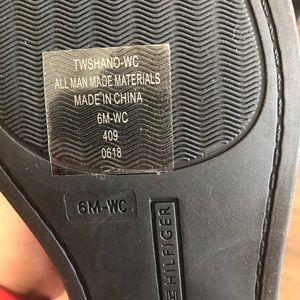 TWSHANO-WC
ALL MAN MADE MATERIALS
MADE IN CHINA
6M-WC
409
0618
6M-WC
HILFIGER